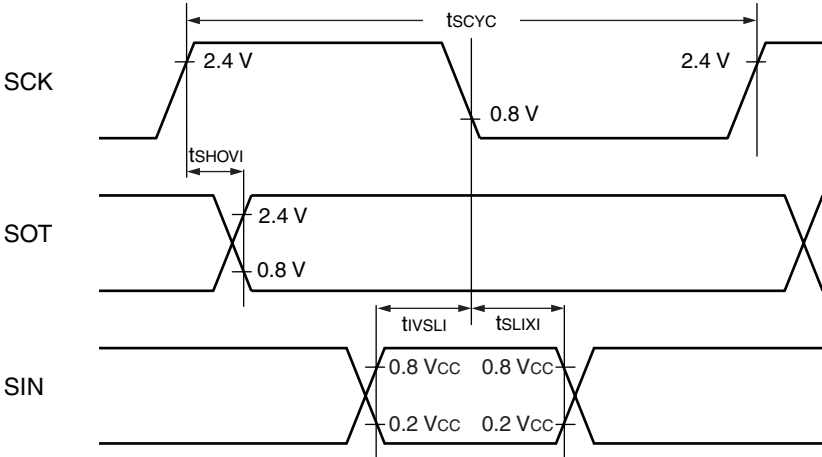 tSCYC
SCK
2.4 V
2.4 V
0.8 V
tSHOVI
SOT
2.4 V
0.8 V
tIVSLI
tSLIXI
SIN
0.8 VCC
0.8 VCC
0.2 VCC
0.2 VCC